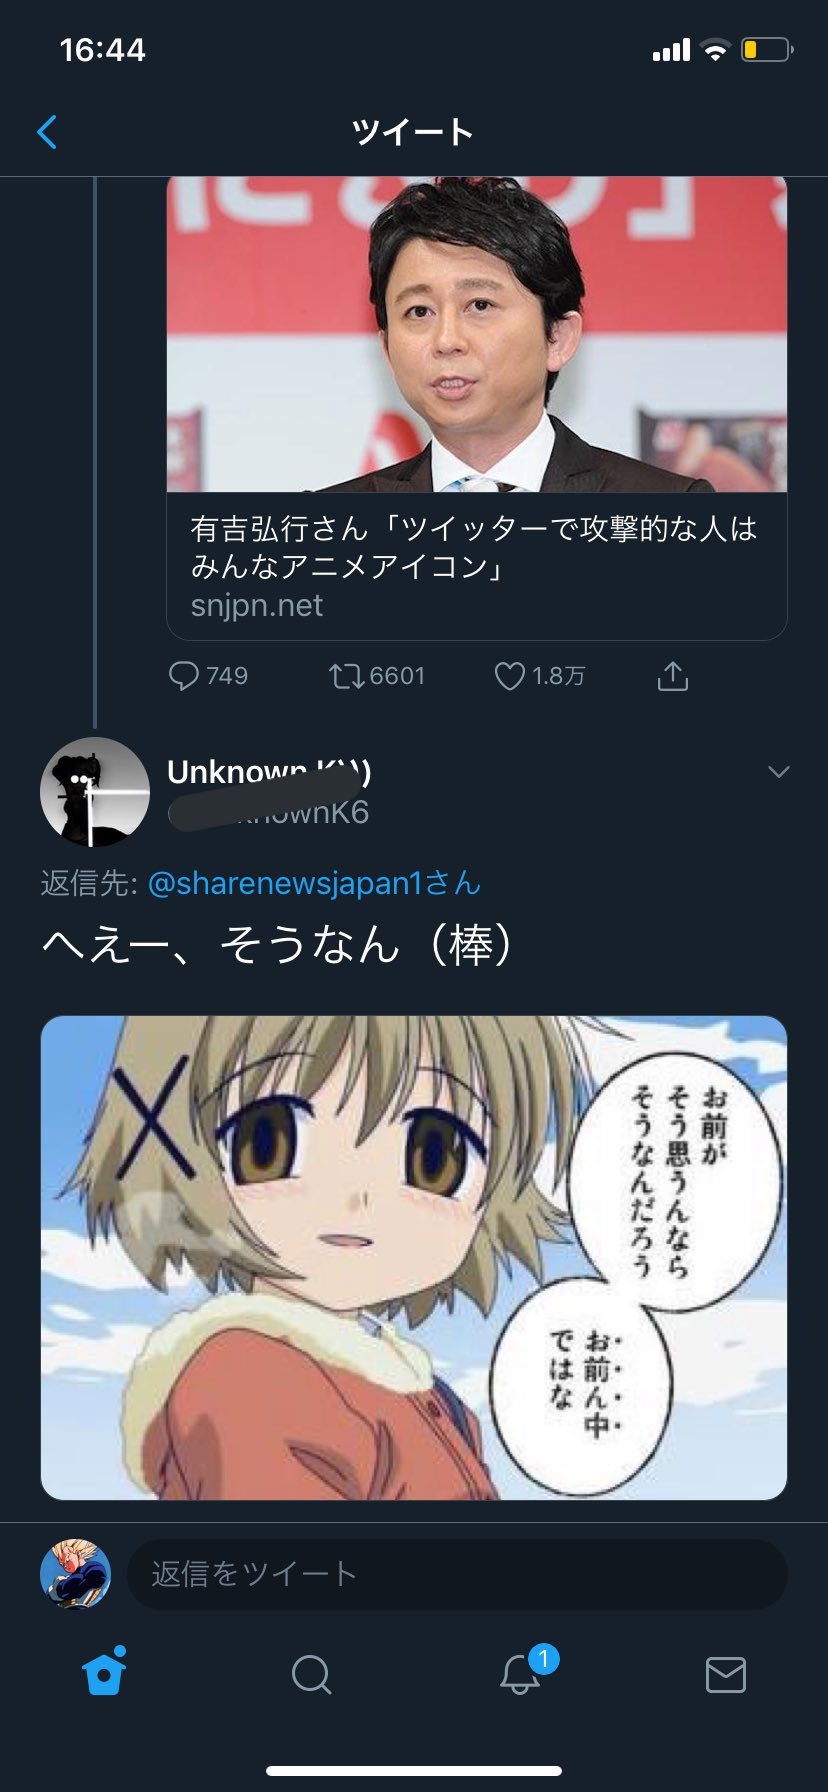 16:44
ツイート
有吉弘行さん「ツイッターで攻撃的な人は
みんなアニメアイコン」
snjpn.net
749
6601
1.8万
Unknown
返信先: @sharenewsjapan1さん
へえー、そうなん（棒）
お前が
そう思うんなら
そうなんだろう
お前ん中
ではな
返信をツイート
1